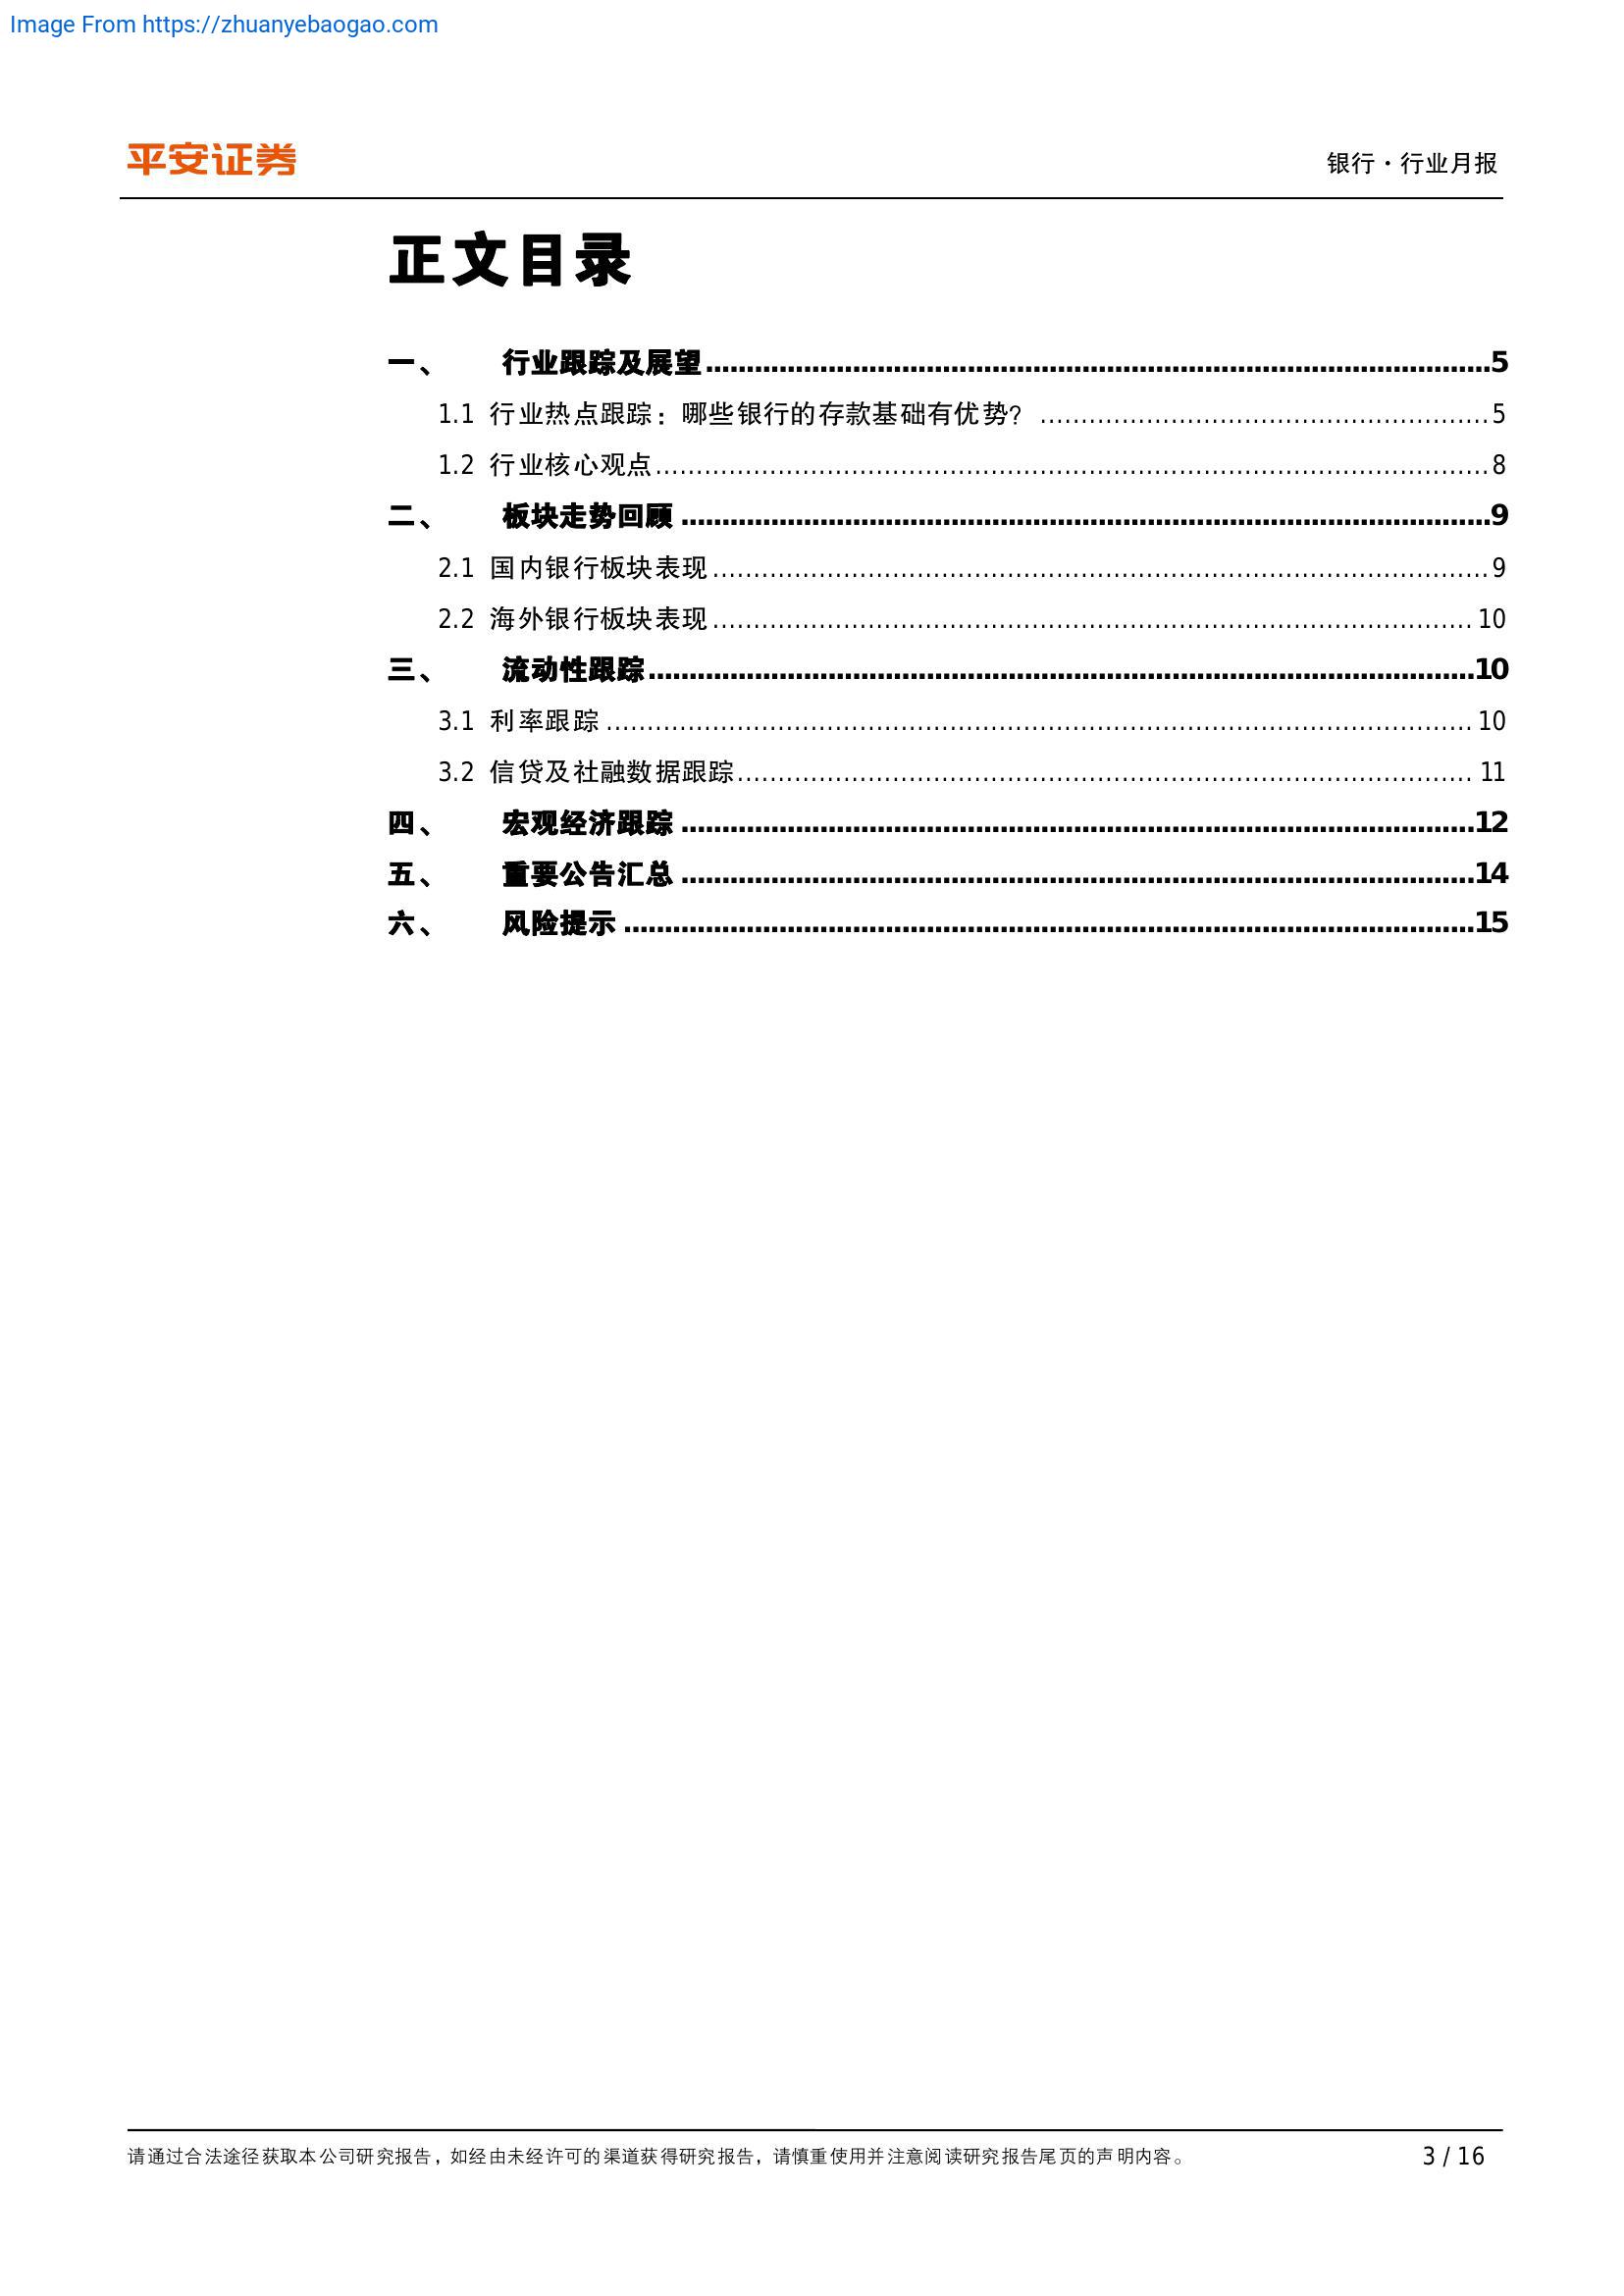 Image From https://zhuanyebaogao.com
平安证券
银行·行业月报
正文目录
一、 行业跟踪及展望................................................................5
1.1 行业热点跟踪：哪些银行的存款基础有优势？ ................................................................5
1.2 行业核心观点................................................................8
二、 板块走势回顾 ................................................................9
2.1 国内银行板块表现................................................................9
2.2 海外银行板块表现................................................................ 10
三、 流动性跟踪................................................................10
3.1 利率跟踪 ................................................................ 10
3.2 信贷及社融数据跟踪................................................................ 11
四、 宏观经济跟踪 ................................................................12
五、 重要公告汇总 ................................................................14
六、 风险提示 ................................................................15
请通过合法途径获取本公司研究报告，如经由未经许可的渠道获得研究报告，请慎重使用并注意阅读研究报告尾页的声明内容。
3 / 16